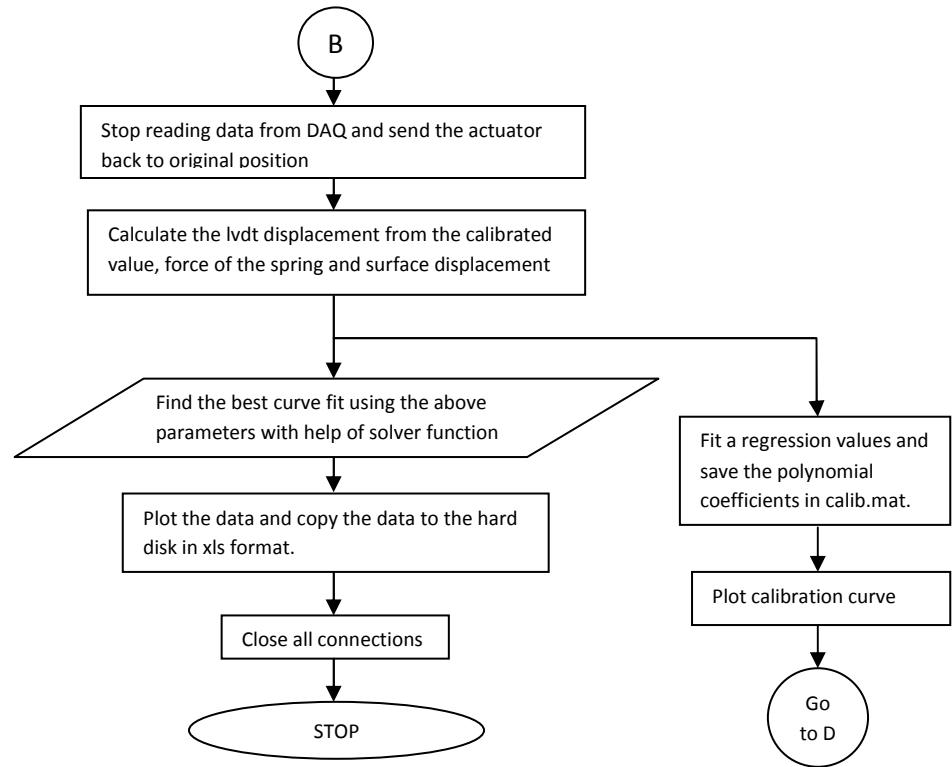 B
Stop reading data from DAQ and send the actuator
back to original position
Calculate the lvdt displacement from the calibrated
value, force of the spring and surface displacement
Find the best curve fit using the above
parameters with help of solver function
Plot the data and copy the data to the hard
disk in xls format.
Close all connections
STOP
Fit a regression values and
save the polynomial
coefficients in calib.mat.
Plot calibration curve
Go
to D